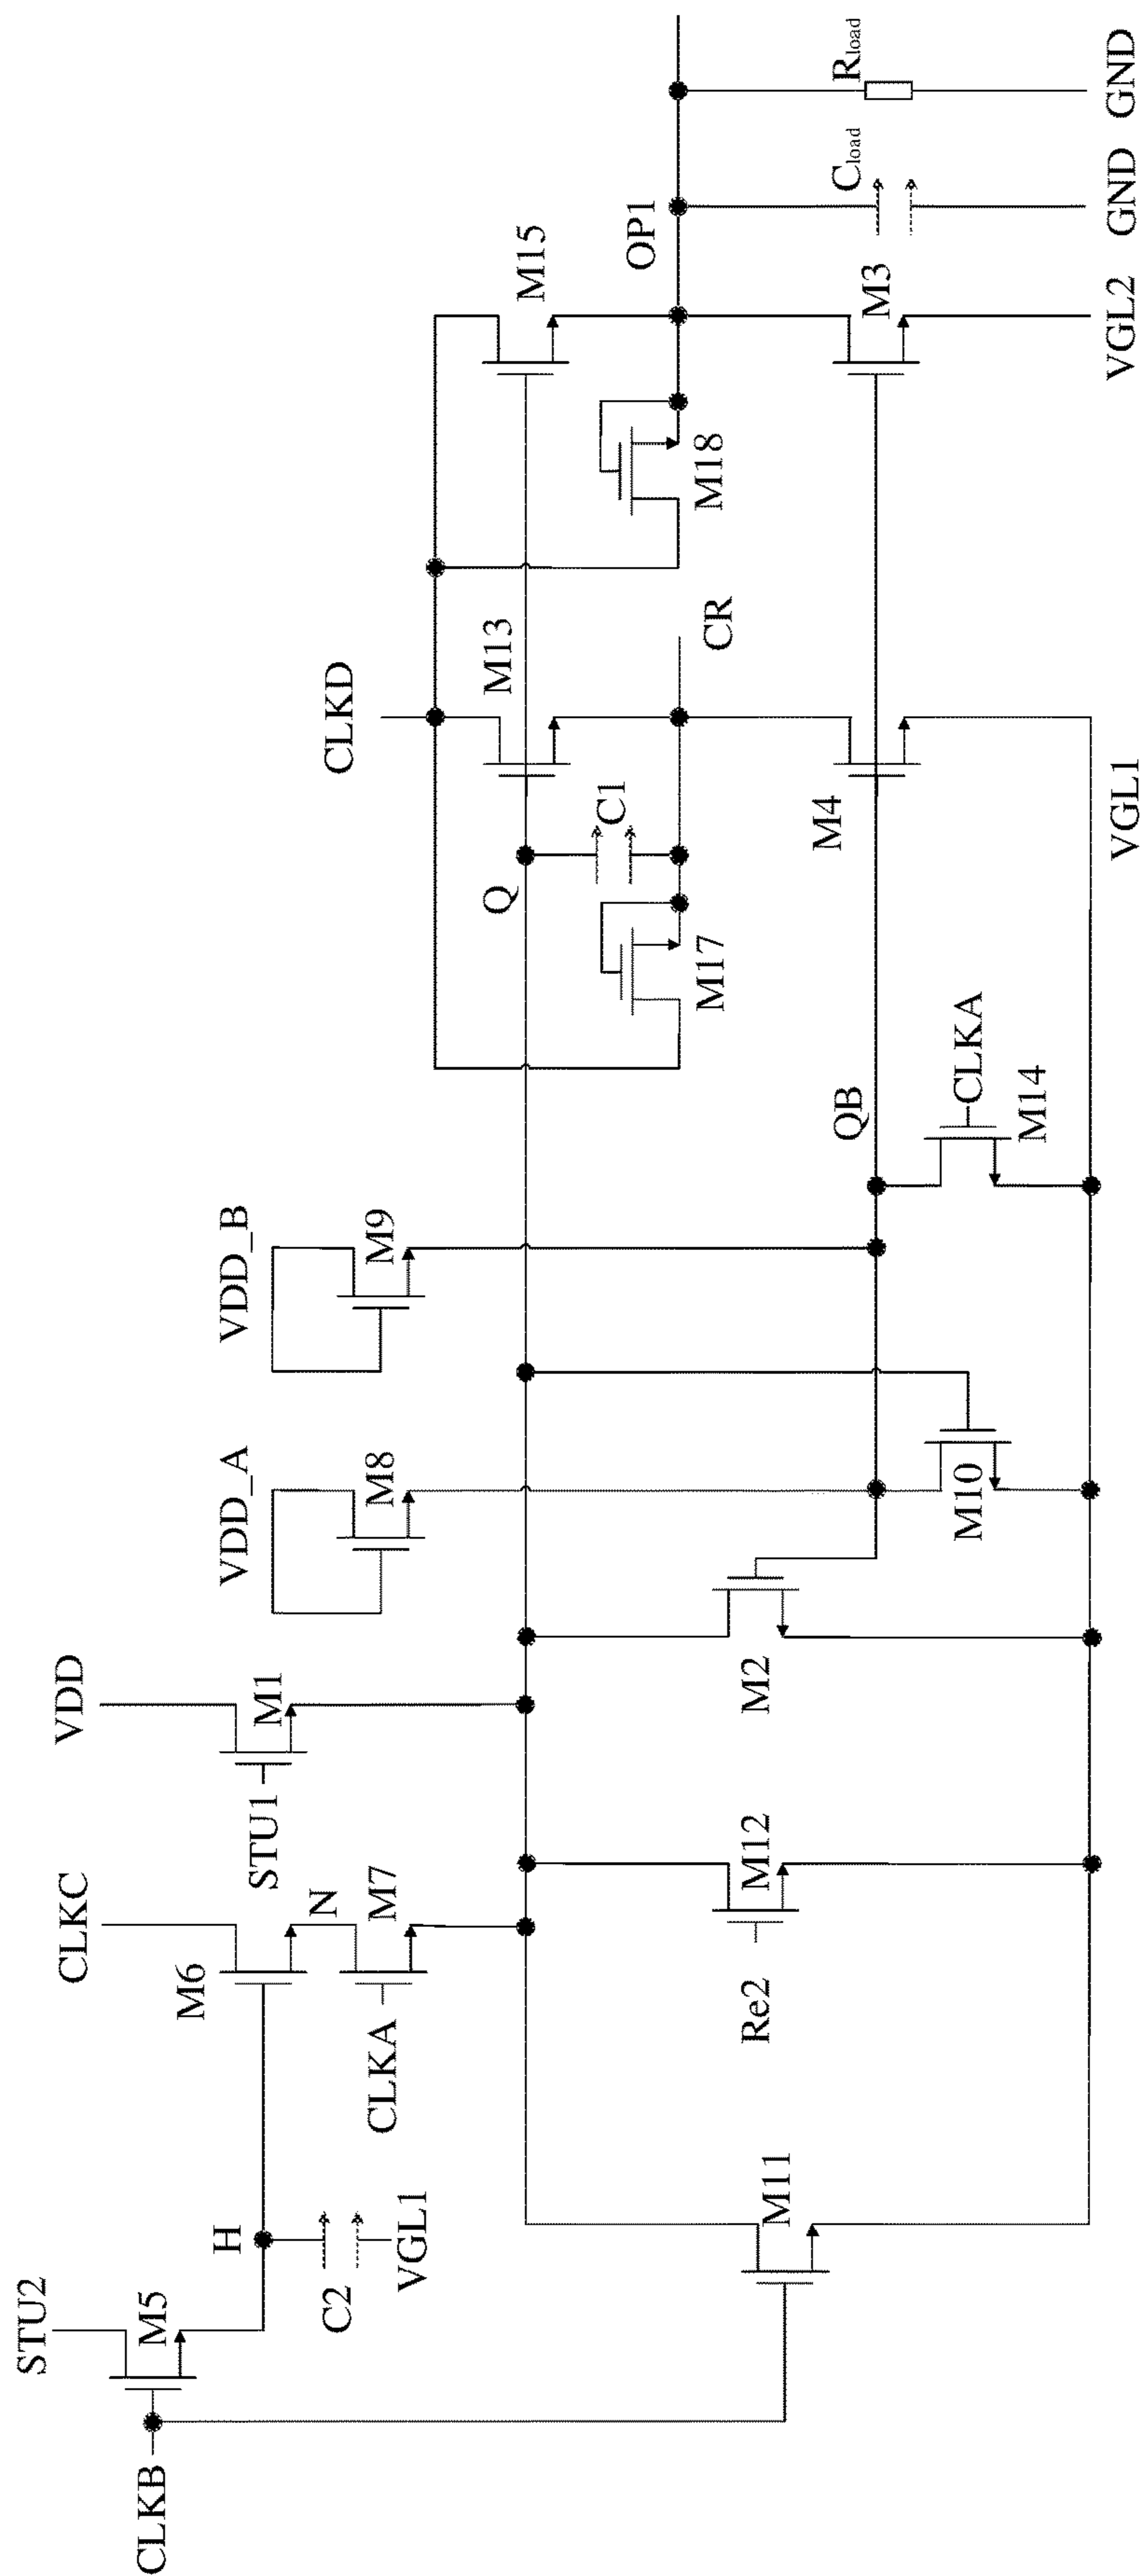 STU2
CLKC
VDD
VDD_A
VDD_B
CLKD
M5
M6
STU1
M1
M8
M9
M13
M15
CLKB
H
N
M7
CLKA
C2
VGL1
Q
C1
CR
OP1
M17
M18
M11
Re2
M12
M2
M10
QB
CLKA
M14
M4
M3
Cload
Rload
VGL1
VGL2
GND
GND